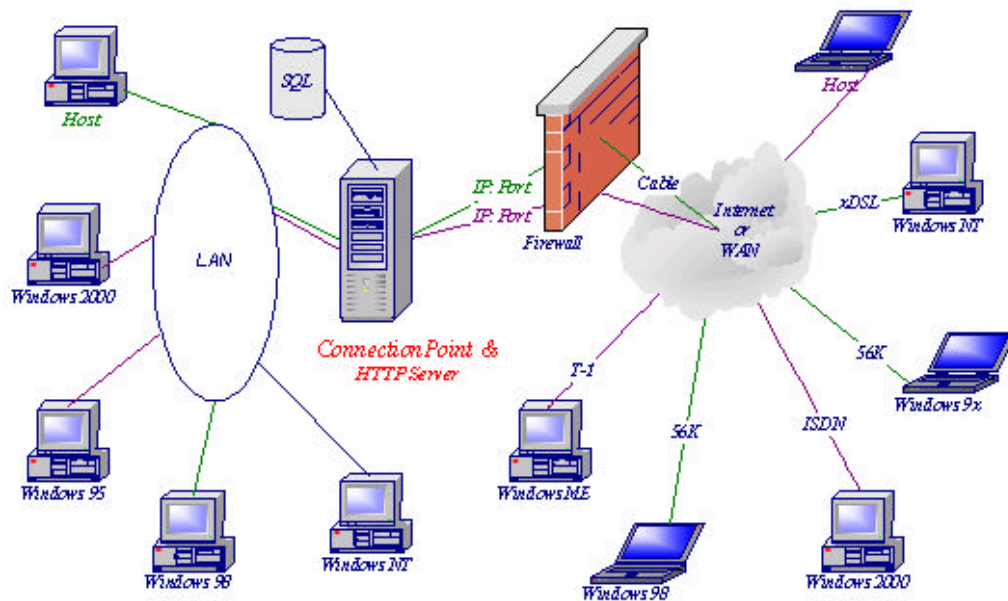 SQL
Host
Host
IP: Port
IP: Port
Cable
xDSL
Windows NT
Internet
or
WAN
Firewall
LAN
Windows 2000
Connection Point &
HTTP Server
T-1
56K
Windows 9x
56K
ISDN
Windows 95
Windows ME
Windows 98
Windows NT
Windows 98
Windows 2000